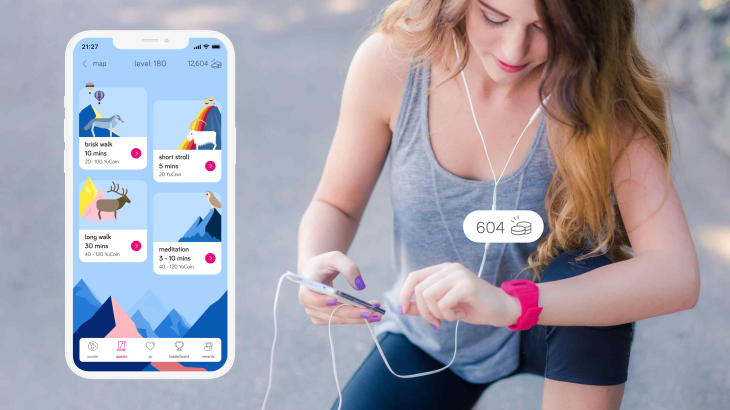 21:27
map
level 180
12,604
brisk walk
10 mins
20 - 100 YuCoin
short stroll
5 mins
20 YuCoin
long walk
30 mins
40 - 120 YuCoin
meditation
3 - 10 mins
40 - 120 YuCoin
quests
yu
leaderboard
rewards
604